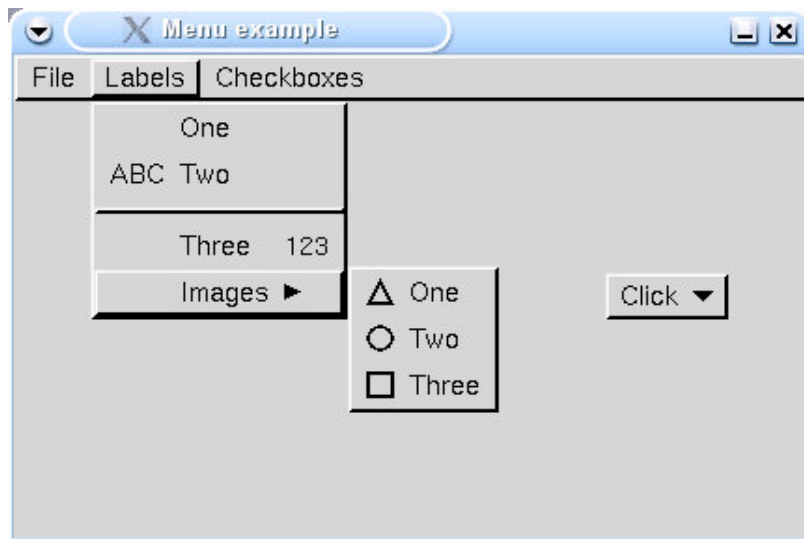 Menu example
File Labels Checkboxes
One
ABC Two
Three 123
Images
One
Two
Three
Click